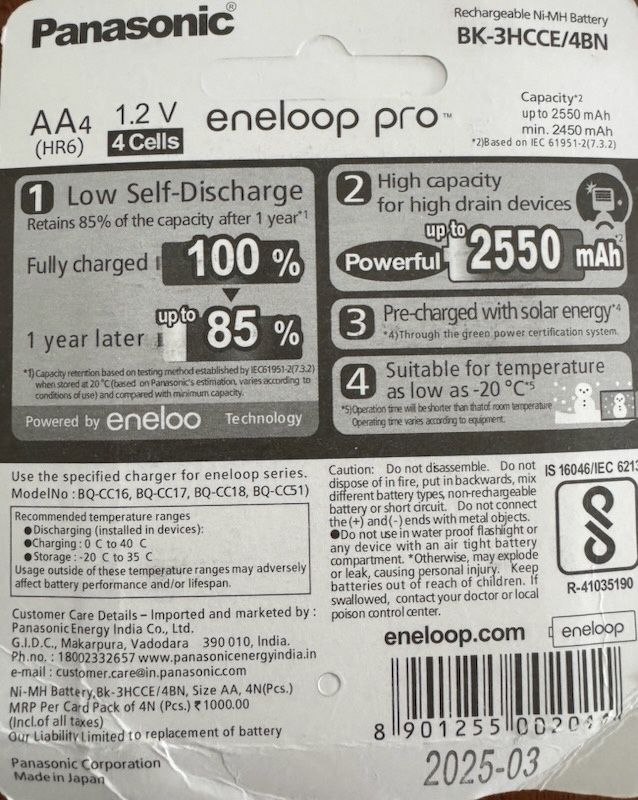 Panasonic®
Rechargeable Ni-MH Battery
BK-3HCCE/4BN
AA4
(HR6)
1.2 V
4 Cells
eneloop pro™
Capacity*2
up to 2550 mAh
min. 2450 mAh
*2)Based on IEC 61951-2(7.3.2)
1 Low Self-Discharge
Retains 85% of the capacity after 1 year*1
Fully charged 100 %
1 year later up to 85 %
*1)Capacity retention based on testing method established by IEC61951-2(7.3.2)
when stored at 20°C(based on Panasonic's estimation, varies according to
conditions of use) and compared with minimum capacity.
Powered by eneloo Technology
2 High capacity
for high drain devices
Powerful up to 2550 mAh*2
3 Pre-charged with solar energy*4
*4)Through the green power certification system.
4 Suitable for temperature
as low as -20 °C*5
*5)Operation time will be shorter than that of room temperature
Operating time varies according to equipment.
Use the specified charger for eneloop series.
ModelNo : BQ-CC16, BQ-CC17, BQ-CC18, BQ-CC51)
Recommended temperature ranges
●Discharging (installed in devices):
●Charging : 0 C to 40 C
●Storage : -20 C to 35 C
Usage outside of these temperature ranges may adversely
affect battery performance and/or lifespan.
Customer Care Details – Imported and marketed by :
Panasonic Energy India Co., Ltd.
G.I.D.C., Makarpura, Vadodara 390 010, India.
Ph.no. : 18002332657 www.panasonicenergyindia.in
e-mail : customer.care@in.panasonic.com
Ni-MH Battery,Bk-3HCCE/4BN, Size AA, 4N(Pcs.)
MRP Per Card Pack of 4N (Pcs.) ₹ 1000.00
(Incl.of all taxes)
Our Liability Limited to replacement of battery
Panasonic Corporation
Made in Japan
Caution: Do not disassemble. Do not
dispose of in fire, put in backwards, mix
different battery types, non-rechargeable
battery or short circuit. Do not connect
the (+) and (-) ends with metal objects.
●Do not use in water proof flashlight or
any device with an air tight battery
compartment. *Otherwise, may explode
or leak, causing personal injury. Keep
batteries out of reach of children. If
swallowed, contact your doctor or local
poison control center.
IS 16046/IEC 6213
R-41035190
eneloop.com
eneloop
8 901255 00201
2025-03